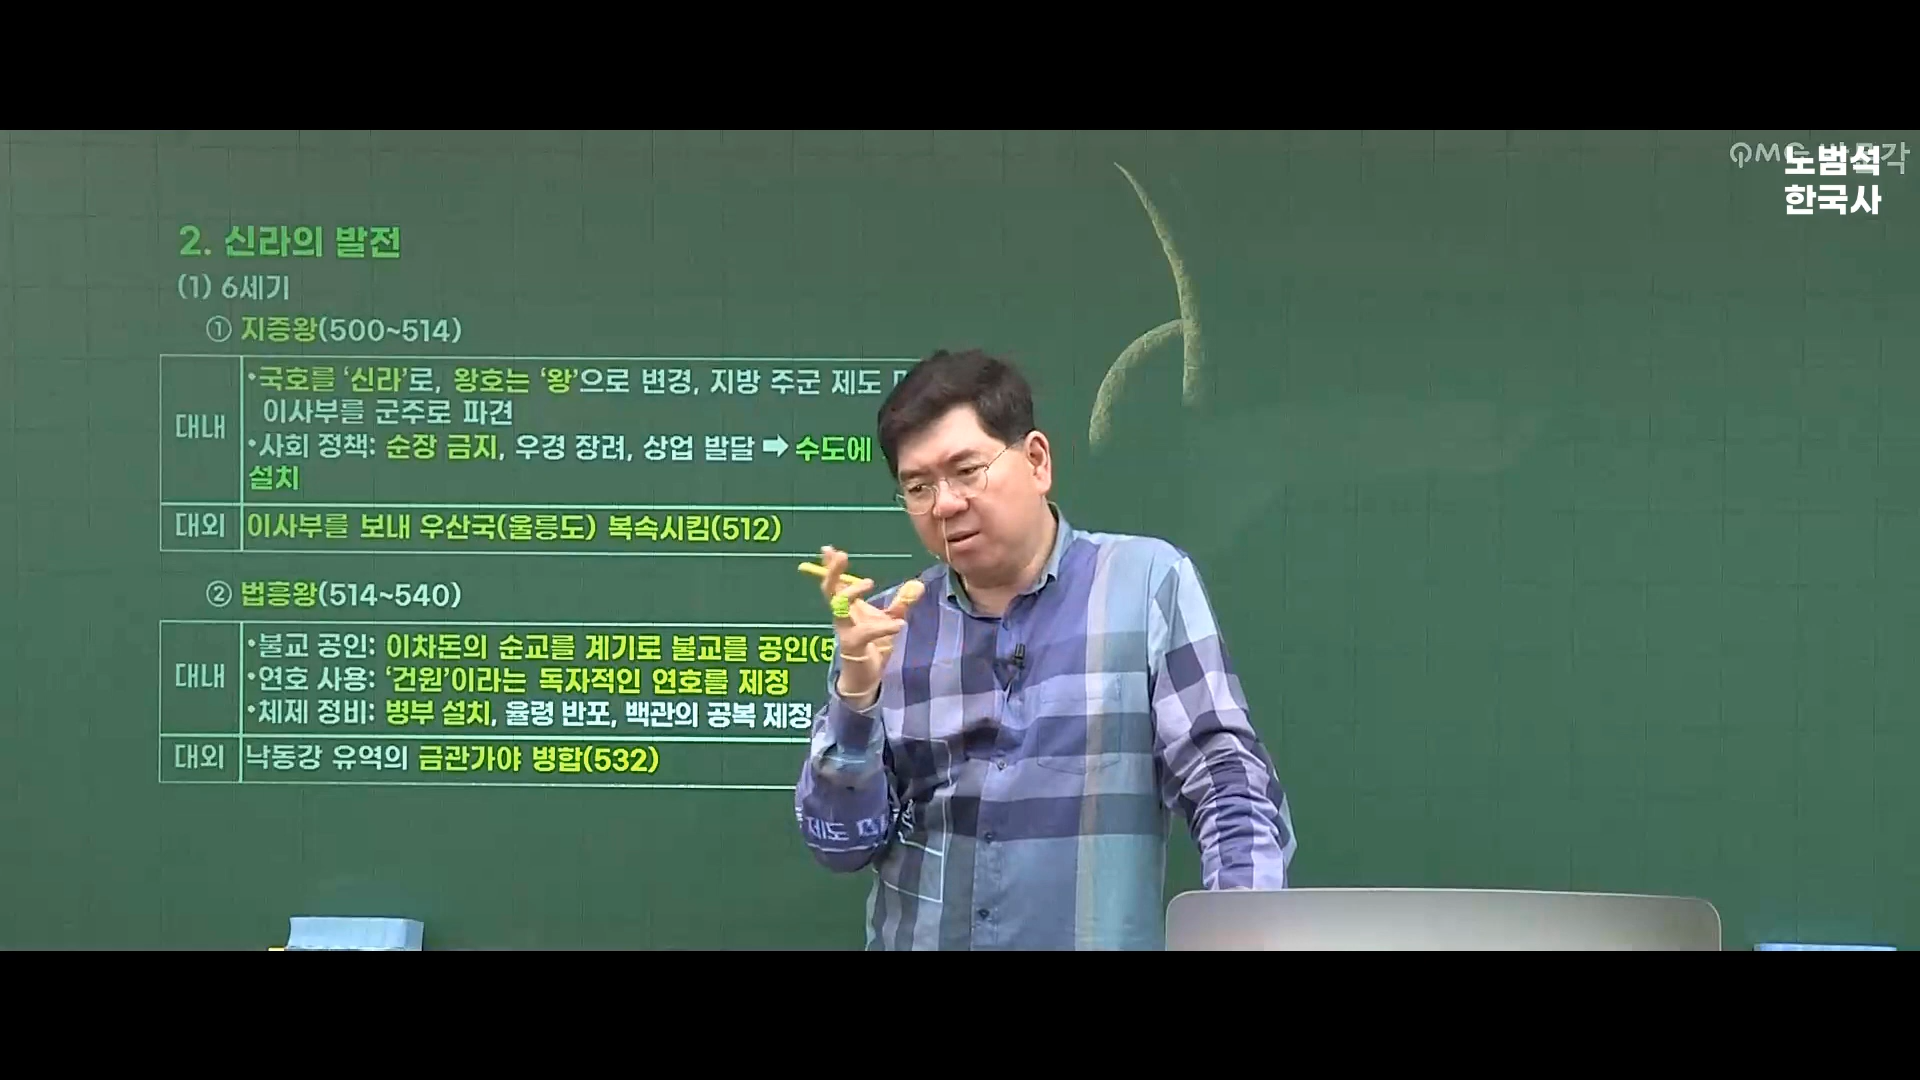 노범석
한국사
2. 신라의 발전
(1) 6세기
① 지증왕(500~514)
대내
•국호를 ‘신라’로, 왕호는 ‘왕’으로 변경, 지방 주군 제도
이사부를 군주로 파견
•사회 정책: 순장 금지, 우경 장려, 상업 발달 ➡ 수도에
설치
대외 이사부를 보내 우산국(울릉도) 복속시킴(512)
② 법흥왕(514~540)
대내
•불교 공인: 이차돈의 순교를 계기로 불교를 공인(5
•연호 사용: ‘건원’이라는 독자적인 연호를 제정
•체제 정비: 병부 설치, 율령 반포, 백관의 공복 제정
대외 낙동강 유역의 금관가야 병합(532)
제도